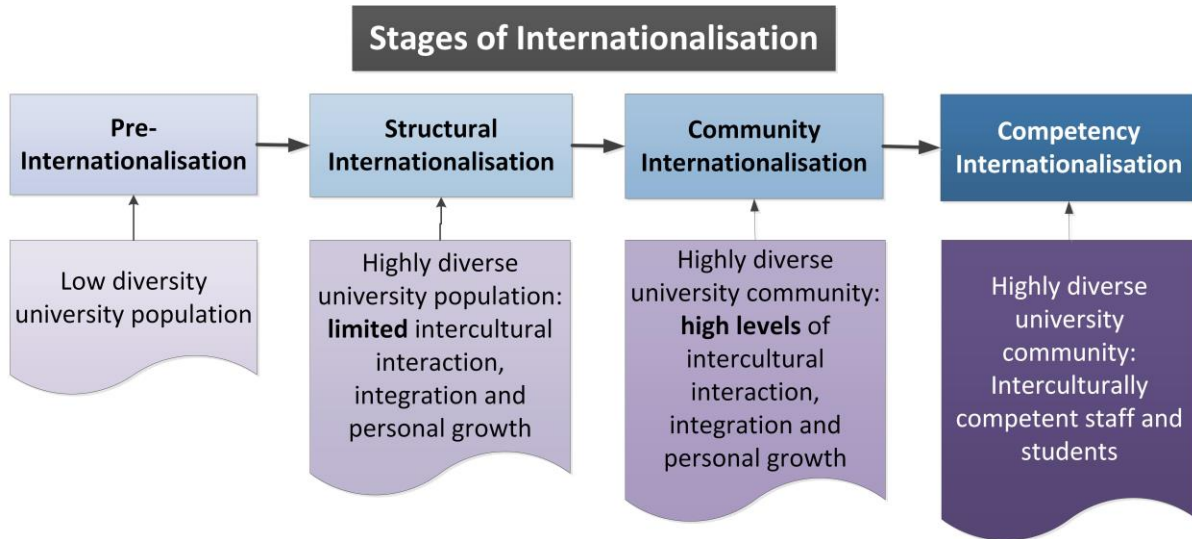 Stages of Internationalisation
Pre-
Internationalisation
Structural
Internationalisation
Community
Internationalisation
Competency
Internationalisation
Low diversity
university population
Highly diverse
university population:
limited intercultural
interaction,
integration and
personal growth
Highly diverse
university community:
high levels of
intercultural
interaction,
integration and
personal growth
Highly diverse
university
community:
Interculturally
competent staff and
students